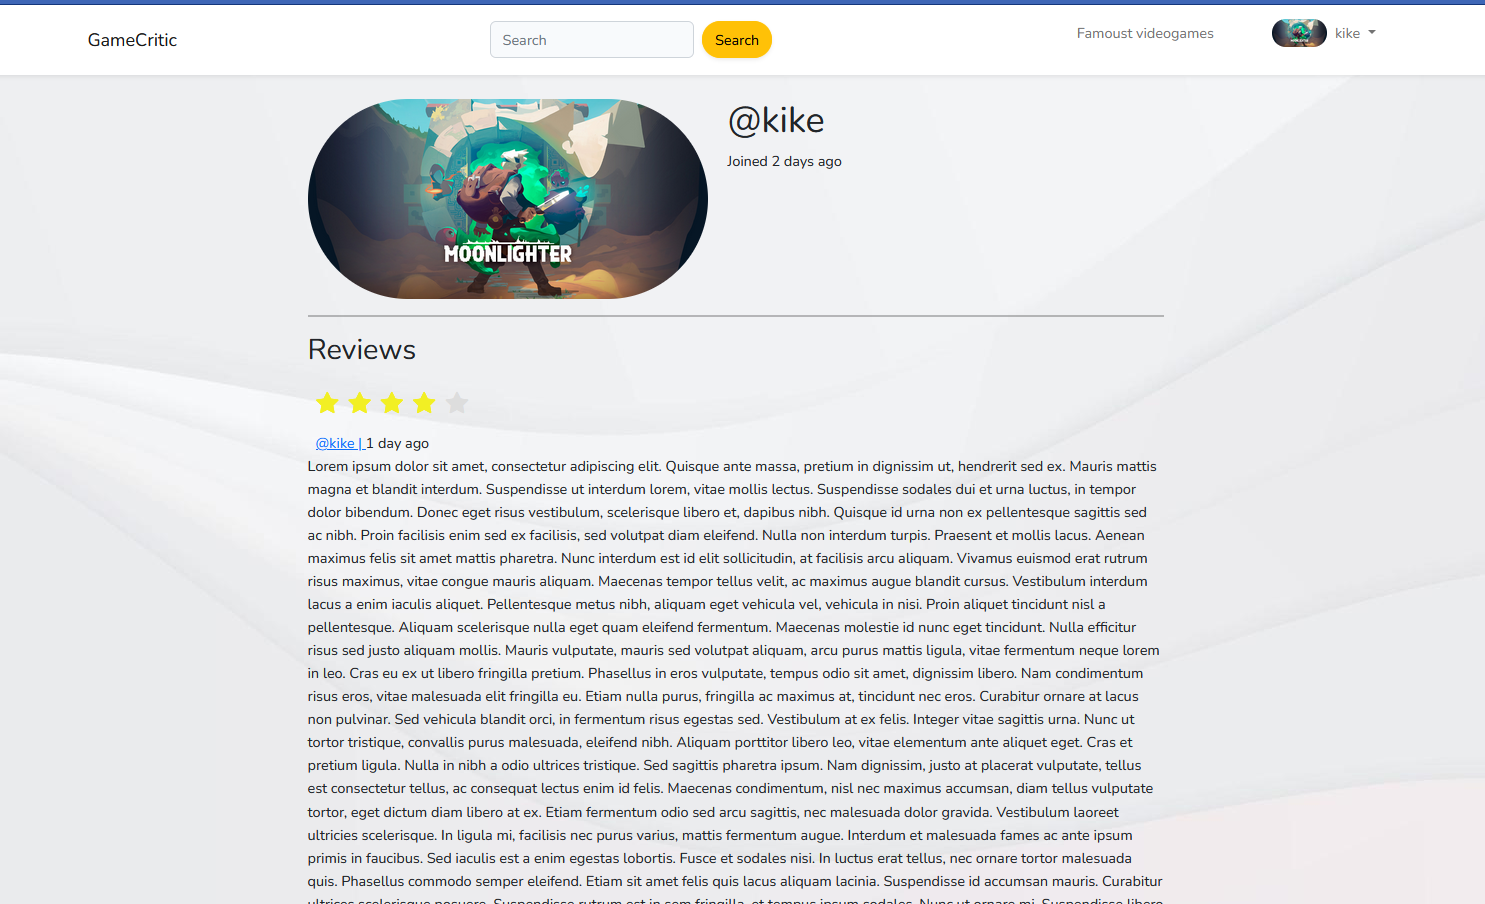 GameCritic
Search
Search
Famoust videogames
kike
@kike
Joined 2 days ago
MOONLIGHTER
Reviews
@kike | 1 day ago
Lorem ipsum dolor sit amet, consectetur adipiscing elit. Quisque ante massa, pretium in dignissim ut, hendrerit sed ex. Mauris mattis
magna et blandit interdum. Suspendisse ut interdum lorem, vitae mollis lectus. Suspendisse sodales dui et urna luctus, in tempor
dolor bibendum. Donec eget risus vestibulum, scelerisque libero et, dapibus nibh. Quisque id urna non ex pellentesque sagittis sed
ac nibh. Proin facilisis enim sed ex facilisis, sed volutpat diam eleifend. Nulla non interdum turpis. Praesent et mollis lacus. Aenean
maximus felis sit amet mattis pharetra. Nunc interdum est id elit sollicitudin, at facilisis arcu aliquam. Vivamus euismod erat rutrum
risus maximus, vitae congue mauris aliquam. Maecenas tempor tellus velit, ac maximus augue blandit cursus. Vestibulum interdum
lacus a enim iaculis aliquet. Pellentesque metus nibh, aliquam eget vehicula vel, vehicula in nisi. Proin aliquet tincidunt nisl a
pellentesque. Aliquam scelerisque nulla eget quam eleifend fermentum. Maecenas molestie id nunc eget tincidunt. Nulla efficitur
risus sed justo aliquam mollis. Mauris vulputate, mauris sed volutpat aliquam, arcu purus mattis ligula, vitae fermentum neque lorem
in leo. Cras eu ex ut libero fringilla pretium. Phasellus in eros vulputate, tempus odio sit amet, dignissim libero. Nam condimentum
risus eros, vitae malesuada elit fringilla eu. Etiam nulla purus, fringilla ac maximus at, tincidunt nec eros. Curabitur ornare at lacus
non pulvinar. Sed vehicula blandit orci, in fermentum risus egestas sed. Vestibulum at ex felis. Integer vitae sagittis urna. Nunc ut
tortor tristique, convallis purus malesuada, eleifend nibh. Aliquam porttitor libero leo, vitae elementum ante aliquet eget. Cras et
pretium ligula. Nulla in nibh a odio ultrices tristique. Sed sagittis pharetra ipsum. Nam dignissim, justo at placerat vulputate, tellus
est consectetur tellus, ac consequat lectus enim id felis. Maecenas condimentum, nisl nec maximus accumsan, diam tellus vulputate
tortor, eget dictum diam libero at ex. Etiam fermentum odio sed arcu sagittis, nec malesuada dolor gravida. Vestibulum laoreet
ultricies scelerisque. In ligula mi, facilisis nec purus varius, mattis fermentum augue. Interdum et malesuada fames ac ante ipsum
primis in faucibus. Sed iaculis est a enim egestas lobortis. Fusce et sodales nisi. In luctus erat tellus, nec ornare tortor malesuada
quis. Phasellus commodo semper eleifend. Etiam sit amet felis quis lacus aliquam lacinia. Suspendisse id accumsan mauris. Curabitur
ultrices scelerisque posuere. Suspendisse rutrum est in sem fringilla, et tempus ipsum sodales. Nunc ut ornare mi. Suspendisse libero